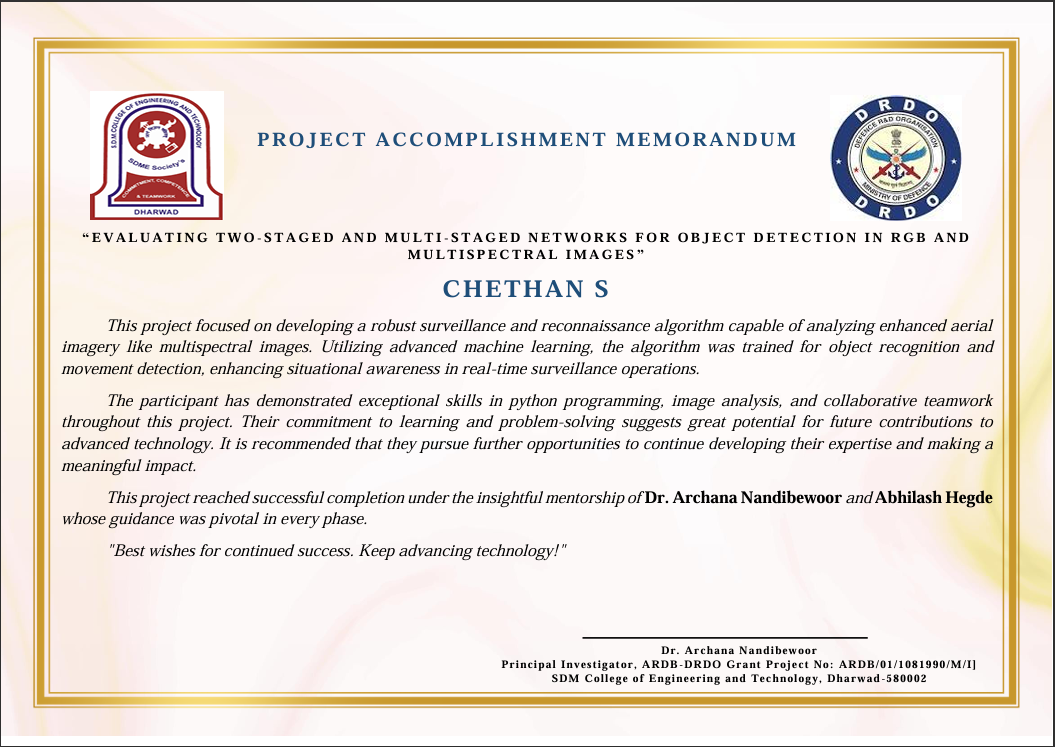 S.D.M COLLEGE OF ENGINEERING AND TECHNOLOGY
SDME Society's
COMMITMENT, COMPETENCE
& TEAMWORK
DHARWAD
PROJECT ACCOMPLISHMENT MEMORANDUM
DRDO
DEFENCE R&D ORGANISATION
MINISTRY OF DEFENCE
DRDO
“EVALUATING TWO-STAGED AND MULTI-STAGED NETWORKS FOR OBJECT DETECTION IN RGB AND
MULTISPECTRAL IMAGES”
CHETHAN S
This project focused on developing a robust surveillance and reconnaissance algorithm capable of analyzing enhanced aerial
imagery like multispectral images. Utilizing advanced machine learning, the algorithm was trained for object recognition and
movement detection, enhancing situational awareness in real-time surveillance operations.
The participant has demonstrated exceptional skills in python programming, image analysis, and collaborative teamwork
throughout this project. Their commitment to learning and problem-solving suggests great potential for future contributions to
advanced technology. It is recommended that they pursue further opportunities to continue developing their expertise and making a
meaningful impact.
This project reached successful completion under the insightful mentorship of Dr. Archana Nandibewoor and Abhilash Hegde
whose guidance was pivotal in every phase.
"Best wishes for continued success. Keep advancing technology!"
Dr. Archana Nandibewoor
Principal Investigator, ARDB-DRDO Grant Project No: ARDB/01/1081990/M/I]
SDM College of Engineering and Technology, Dharwad-580002